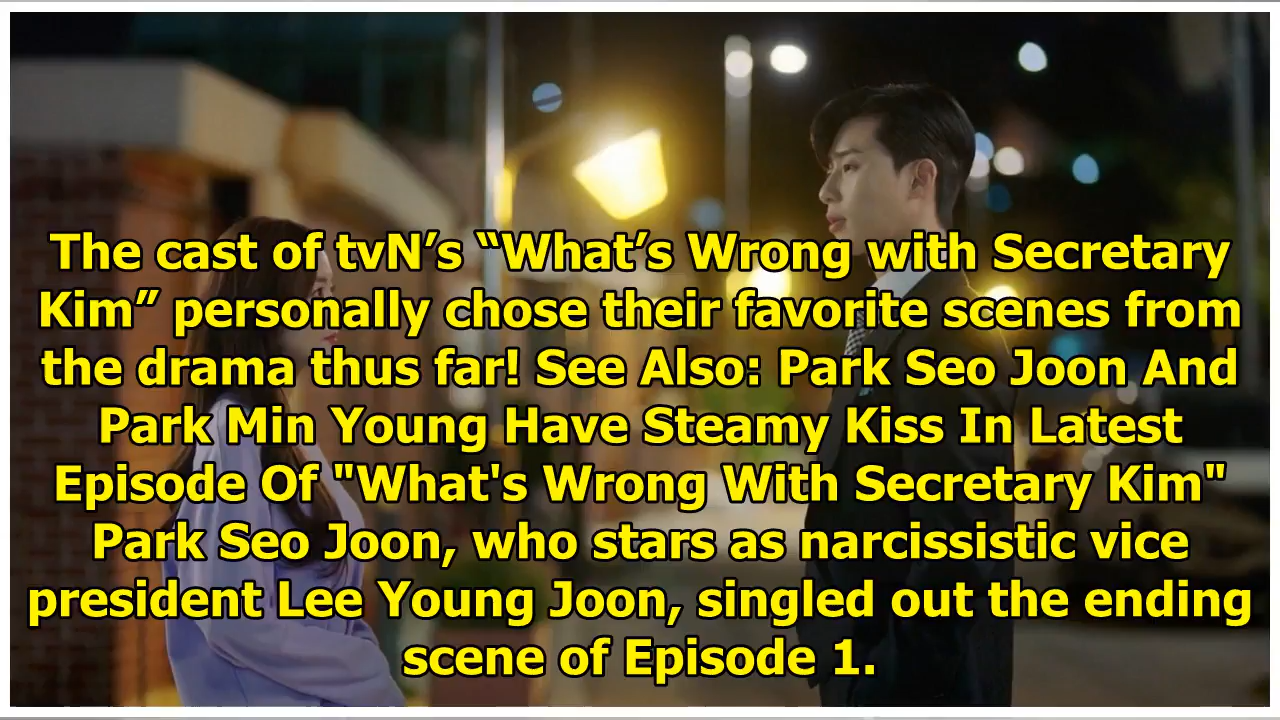 The cast of tvN’s “What’s Wrong with Secretary
Kim” personally chose their favorite scenes from
the drama thus far! See Also: Park Seo Joon And
Park Min Young Have Steamy Kiss In Latest
Episode Of "What's Wrong With Secretary Kim"
Park Seo Joon, who stars as narcissistic vice
president Lee Young Joon, singled out the ending
scene of Episode 1.